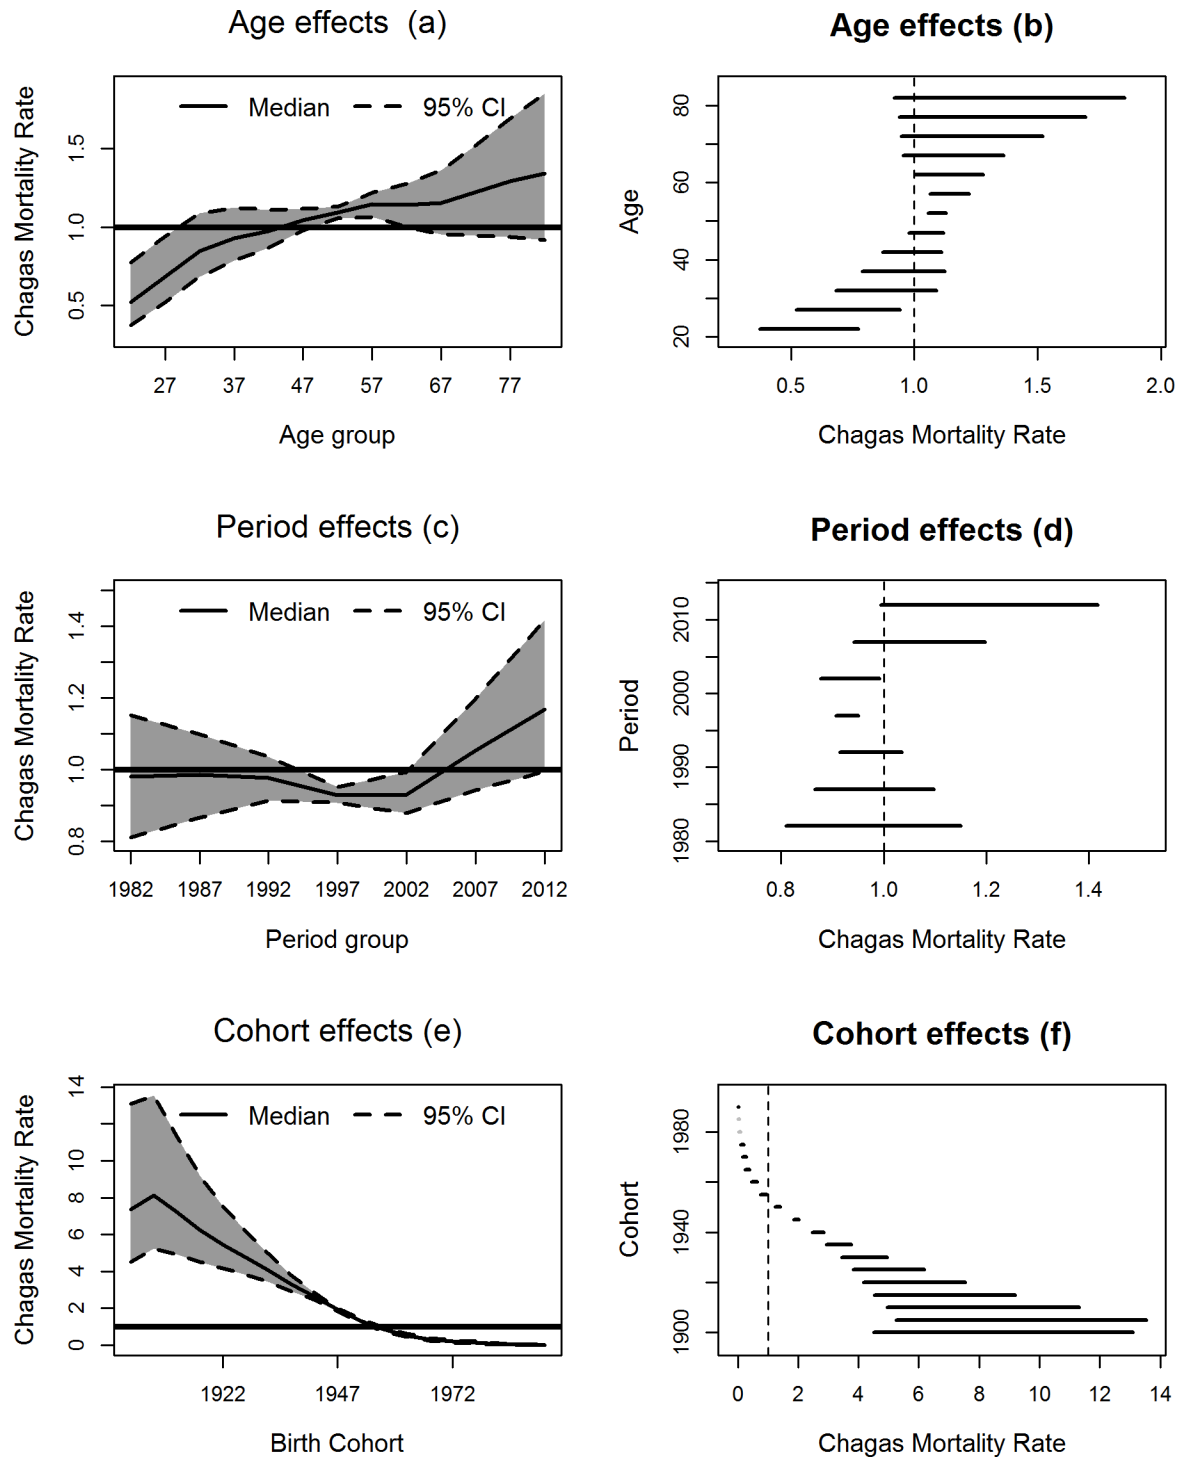 Age effects (a)
Chagas Mortality Rate
Median
95% CI
0.5
1.0
1.5
27
37
47
57
67
77
Age group
Age effects (b)
Age
20
40
60
80
0.5
1.0
1.5
2.0
Chagas Mortality Rate
Period effects (c)
Chagas Mortality Rate
Median
95% CI
0.8
1.0
1.2
1.4
1982
1987
1992
1997
2002
2007
2012
Period group
Period effects (d)
Period
1980
1990
2000
2010
0.8
1.0
1.2
1.4
Chagas Mortality Rate
Cohort effects (e)
Chagas Mortality Rate
Median
95% CI
0
2
4
6
8
10
14
1922
1947
1972
Birth Cohort
Cohort effects (f)
Cohort
1900
1940
1980
0
2
4
6
8
10
12
14
Chagas Mortality Rate